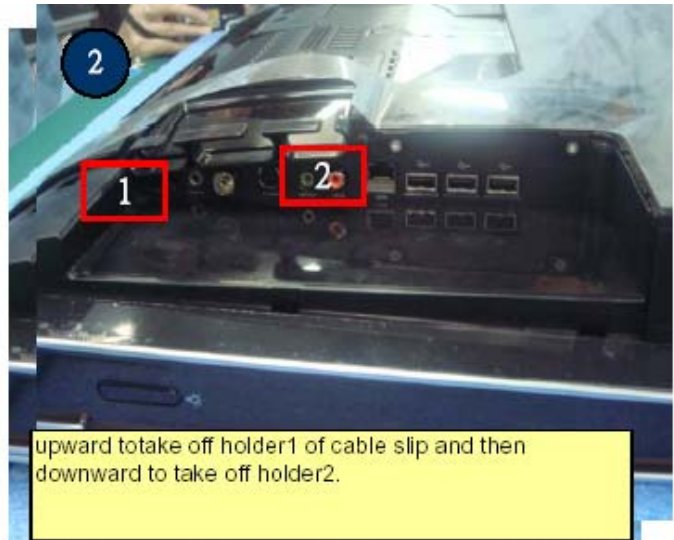 2
1
2
upward totake off holder1 of cable slip and then
downward to take off holder2.